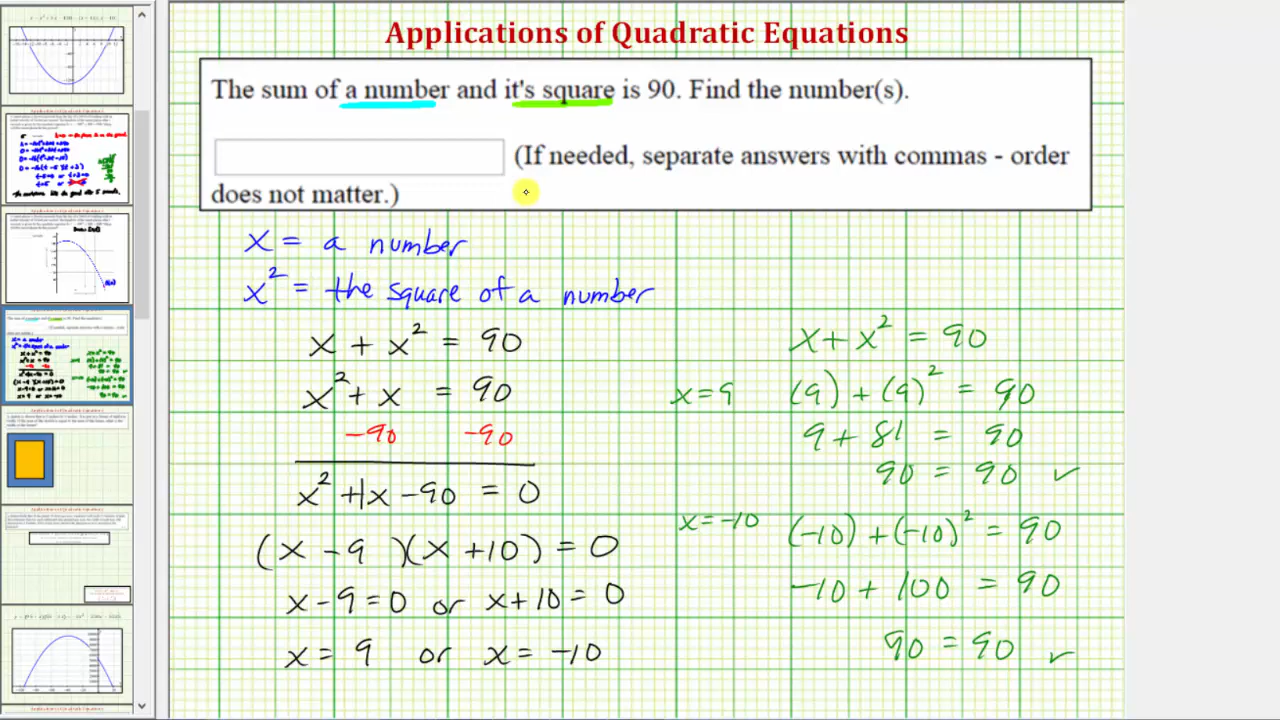 Applications of Quadratic Equations
The sum of a number and it's square is 90. Find the number(s).
(If needed, separate answers with commas - order
does not matter.)
x = a number
x² = the square of a number
x + x² = 90
x² + x = 90
-90 -90
x² + 1x - 90 = 0
(x - 9)(x + 10) = 0
x - 9 = 0 or x + 10 = 0
x = 9 or x = -10
x + x² = 90
x = 9 (9) + (9)² = 90
9 + 81 = 90
90 = 90 ✓
x = -10 (-10) + (-10)² = 90
-10 + 100 = 90
90 = 90 ✓